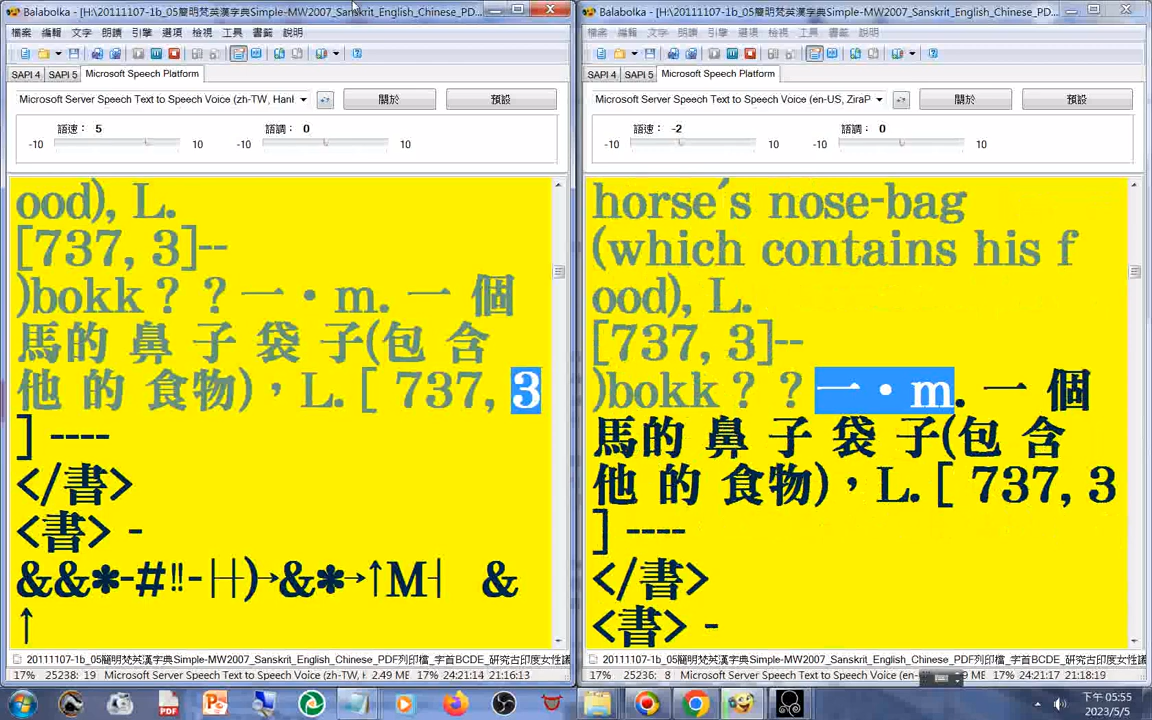 Balabolka - [H:\20111107-1b_05簡明梵英漢字典Simple-MW2007_Sanskrit_English_Chinese_PD...
檔案 編輯 文字 朗讀 引擎 選項 檢視 工具 書籤 說明
SAPI 4 SAPI 5 Microsoft Speech Platform
Microsoft Server Speech Text to Speech Voice (zh-TW, Hanl
關於 預設
語速: 5 語調: 0
-10 10 -10 10
ood), L.
[737, 3]--
)bokk？？一・m. 一 個
馬的 鼻 子 袋 子(包 含
他 的 食物)，L. [ 737, 3
] ----
</書>
<書> -
&&*-#‼-├┼)→&*→↑M┤ &
↑
20111107-1b_05簡明梵英漢字典Simple-MW2007_Sanskrit_English_Chinese_PDF列印檔_字首BCDE_研究古印度女性議
17% 25238: 19 Microsoft Server Speech Text to Speech Voice (zh-TW, H 2.49 ME 17% 24:21:14 21:16:13
Balabolka - [H:\20111107-1b_05簡明梵英漢字典Simple-MW2007_Sanskrit_English_Chinese_PD...
檔案 編輯 文字 朗讀 引擎 選項 檢視 工具 書籤 說明
SAPI 4 SAPI 5 Microsoft Speech Platform
Microsoft Server Speech Text to Speech Voice (en-US, ZiraP
關於 預設
語速: -2 語調: 0
-10 10 -10 10
horse´s nose-bag
(which contains his f
ood), L.
[737, 3]--
)bokk？？一・m. 一 個
馬的 鼻 子 袋 子(包 含
他 的 食物)，L. [ 737, 3
] ----
</書>
<書> -
20111107-1b_05簡明梵英漢字典Simple-MW2007_Sanskrit_English_Chinese_PDF列印檔_字首BCDE_研究古印度女性議
17% 25236: 8 Microsoft Server Speech Text to Speech Voice 17% 24:21:17 21:18:19
PDF
下午 05:55
2023/5/5